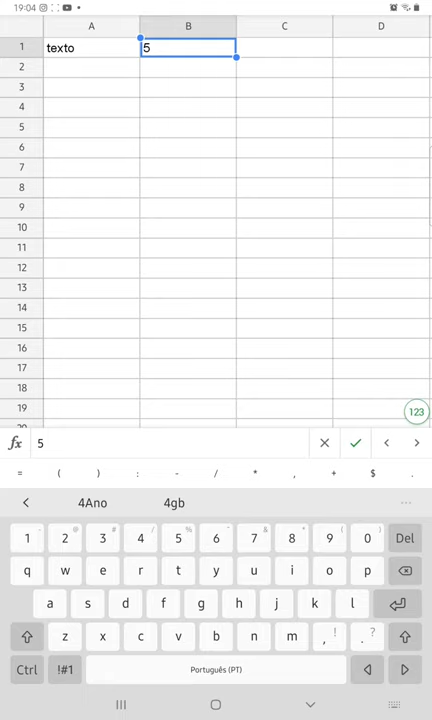 19:04
A B C D
1 texto 5
2
3
4
5
6
7
8
9
10
11
12
13
14
15
16
17
18
19
123
fx 5
= ( ) : - / * , + $ .
4Ano 4gb ...
1 2 3 4 5 6 7 8 9 0 Del
q w e r t y u i o p
a s d f g h j k l
z x c v b n m , ! . ?
Ctrl !#1 Português (PT)